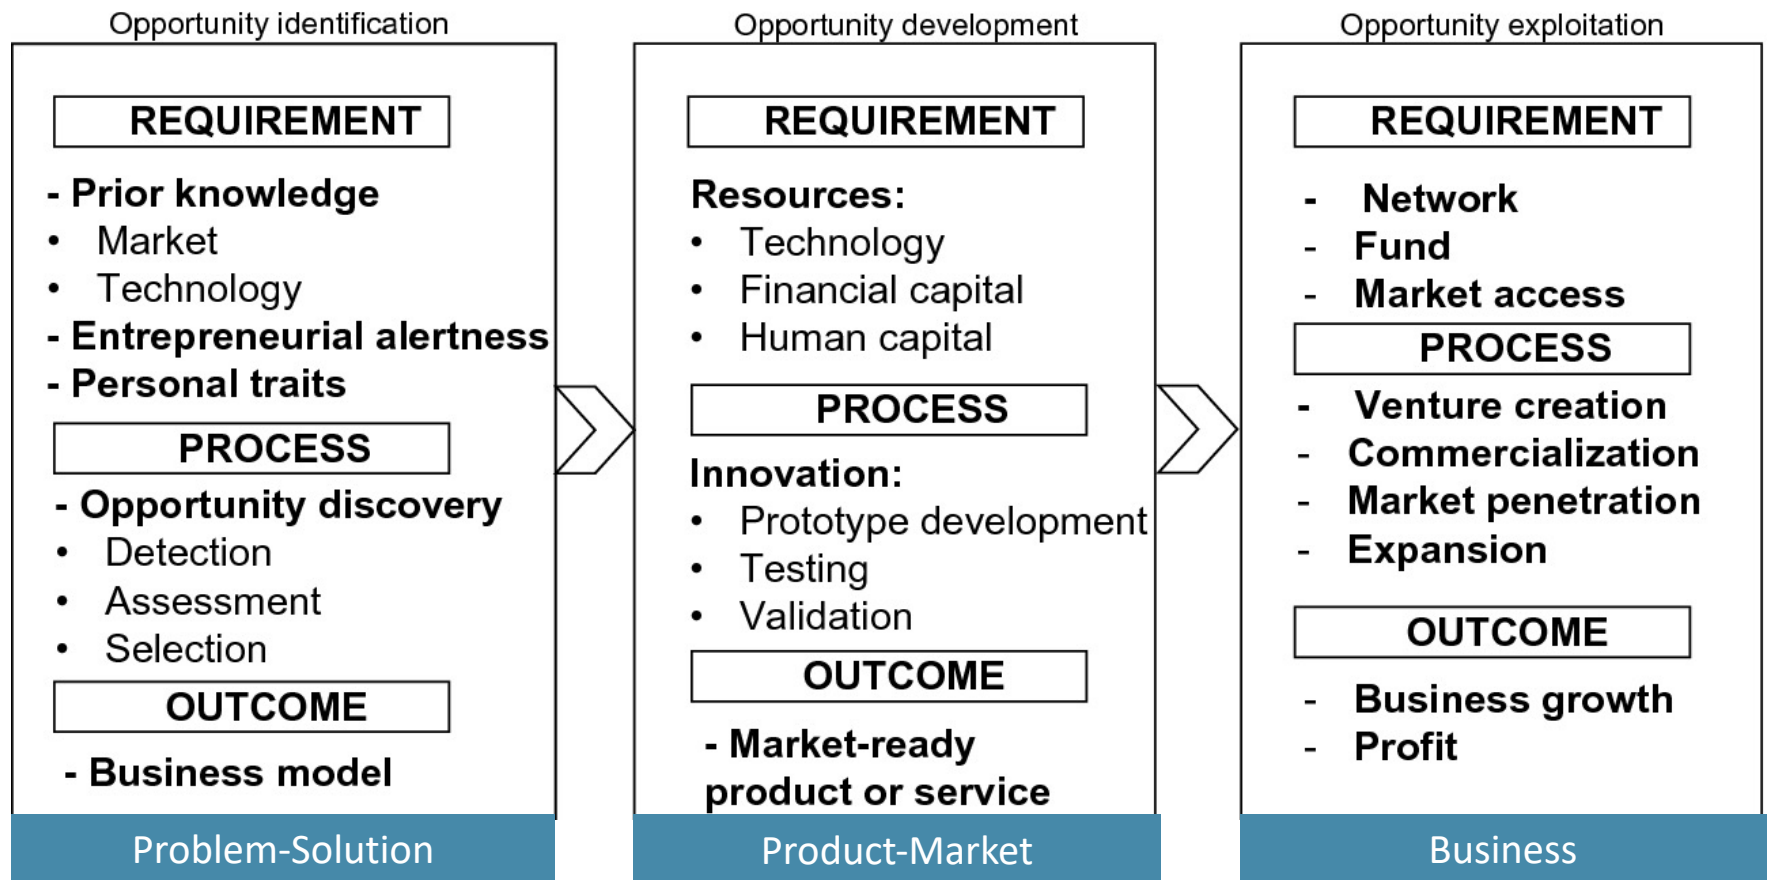 Opportunity identification
REQUIREMENT
- Prior knowledge
• Market
• Technology
- Entrepreneurial alertness
- Personal traits
PROCESS
- Opportunity discovery
• Detection
• Assessment
• Selection
OUTCOME
- Business model
Problem-Solution
Opportunity development
REQUIREMENT
Resources:
• Technology
• Financial capital
• Human capital
PROCESS
Innovation:
• Prototype development
• Testing
• Validation
OUTCOME
- Market-ready
product or service
Product-Market
Opportunity exploitation
REQUIREMENT
- Network
- Fund
- Market access
PROCESS
- Venture creation
- Commercialization
- Market penetration
- Expansion
OUTCOME
- Business growth
- Profit
Business